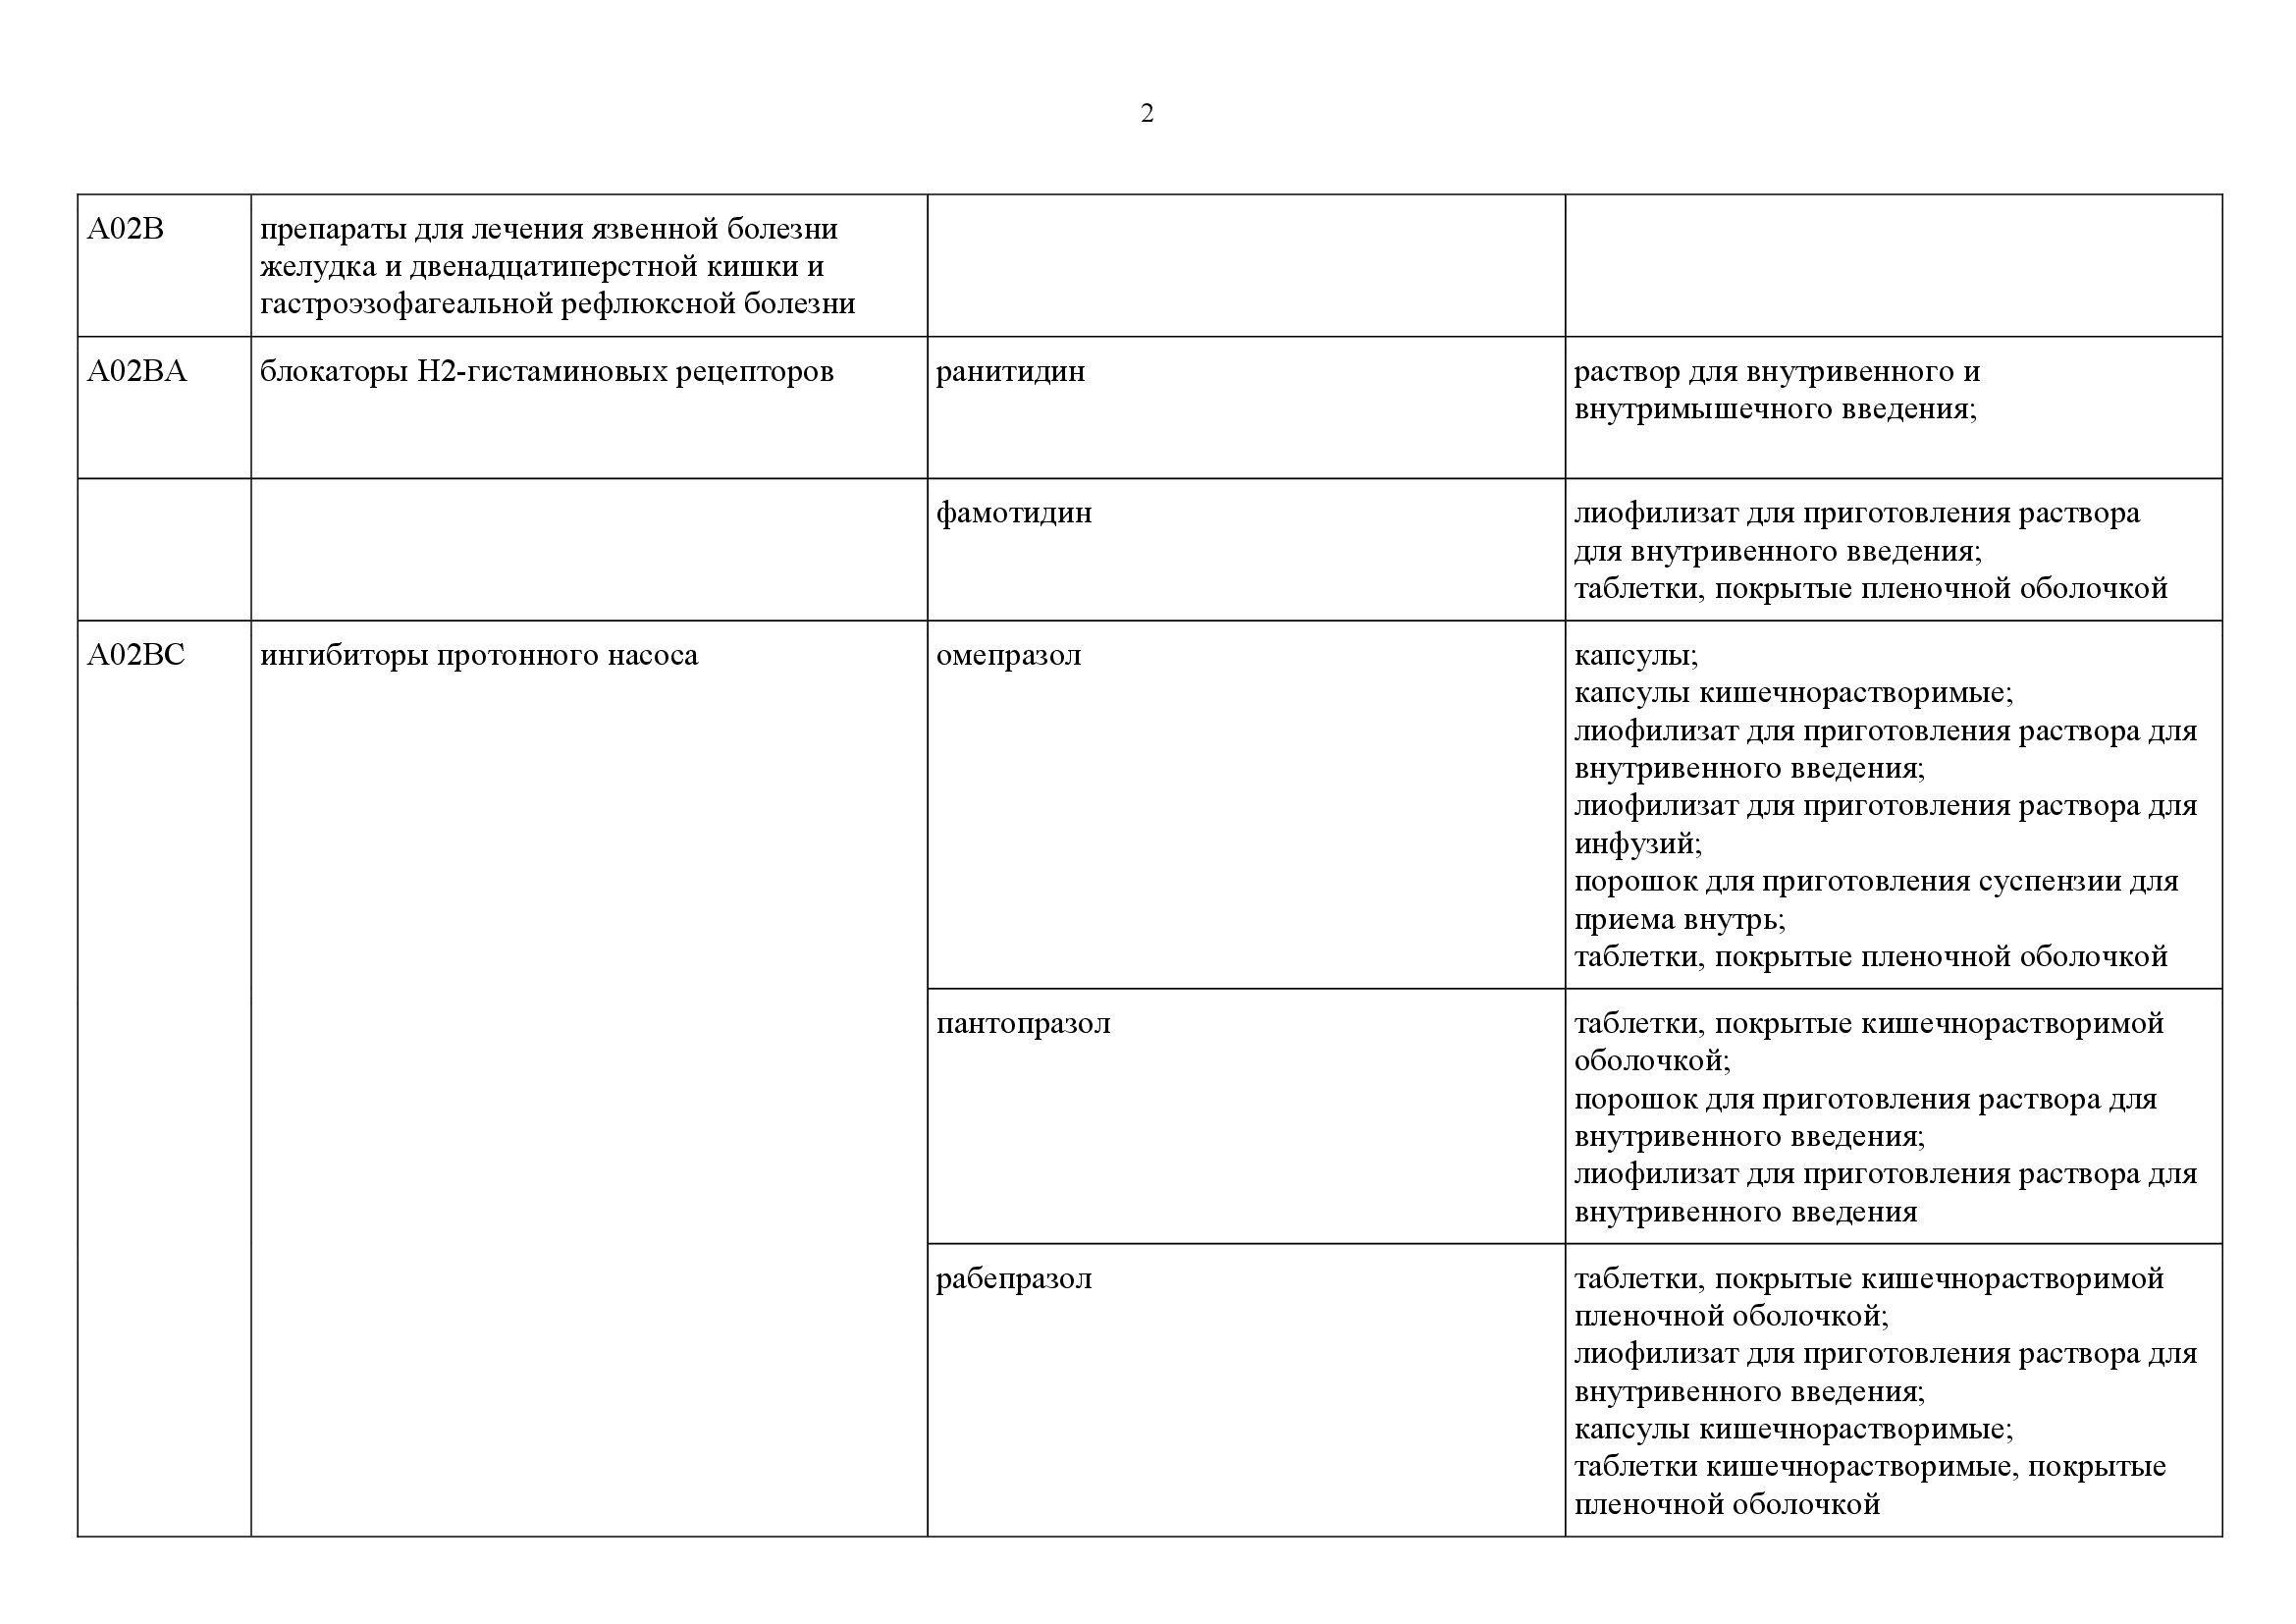 2
A02B
препараты для лечения язвенной болезни
желудка и двенадцатиперстной кишки и
гастроэзофагеальной рефлюксной болезни
A02BA
блокаторы H2-гистаминовых рецепторов
ранитидин
раствор для внутривенного и
внутримышечного введения;
фамотидин
лиофилизат для приготовления раствора
для внутривенного введения;
таблетки, покрытые пленочной оболочкой
A02BC
ингибиторы протонного насоса
омепразол
капсулы;
капсулы кишечнорастворимые;
лиофилизат для приготовления раствора для
внутривенного введения;
лиофилизат для приготовления раствора для
инфузий;
порошок для приготовления суспензии для
приема внутрь;
таблетки, покрытые пленочной оболочкой
пантопразол
таблетки, покрытые кишечнорастворимой
оболочкой;
порошок для приготовления раствора для
внутривенного введения;
лиофилизат для приготовления раствора для
внутривенного введения
рабепразол
таблетки, покрытые кишечнорастворимой
пленочной оболочкой;
лиофилизат для приготовления раствора для
внутривенного введения;
капсулы кишечнорастворимые;
таблетки кишечнорастворимые, покрытые
пленочной оболочкой